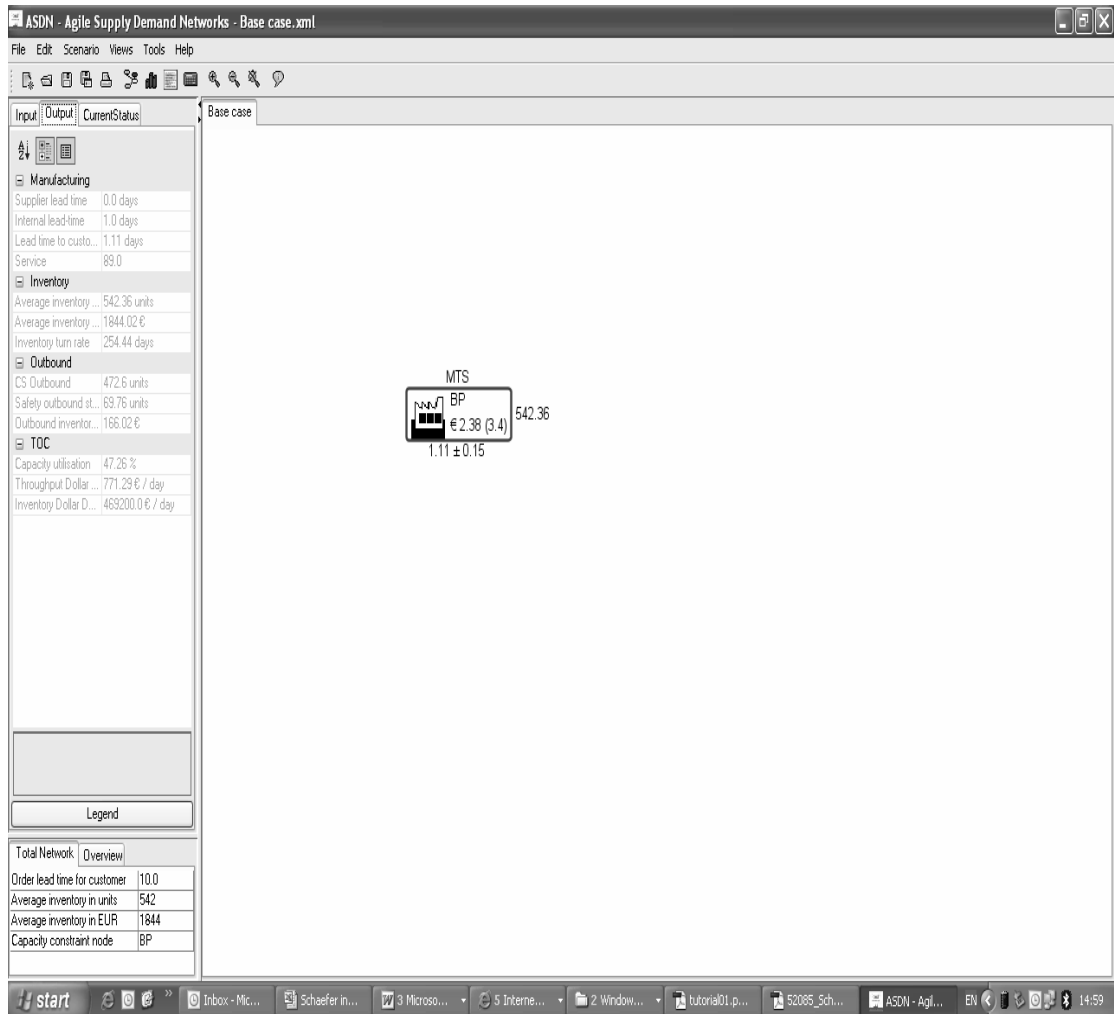 ASDN - Agile Supply Demand Networks - Base case.xml
File Edit Scenario Views Tools Help
Input Output CurrentStatus
Base case
Manufacturing
Supplier lead time 0.0 days
Internal lead-time 1.0 days
Lead time to custo... 1.11 days
Service 89.0
Inventory
Average inventory ... 542.36 units
Average inventory ... 1844.02 €
Inventory turn rate 254.44 days
Outbound
CS Outbound 472.6 units
Safety outbound st... 69.76 units
Outbound inventor... 166.02 €
TOC
Capacity utilisation 47.26 %
Throughput Dollar ... 771.29 € / day
Inventory Dollar D... 469200.0 € / day
MTS
BP
€ 2.38 (3.4)
542.36
1.11 ± 0.15
Legend
Total Network Overview
Order lead time for customer 10.0
Average inventory in units 542
Average inventory in EUR 1844
Capacity constraint node BP
start Inbox - Mic... Schaefer in... 3 Microso... 5 Interne... 2 Window... tutorial01.p... 52085_Sch... ASDN - Agil... EN 14:59